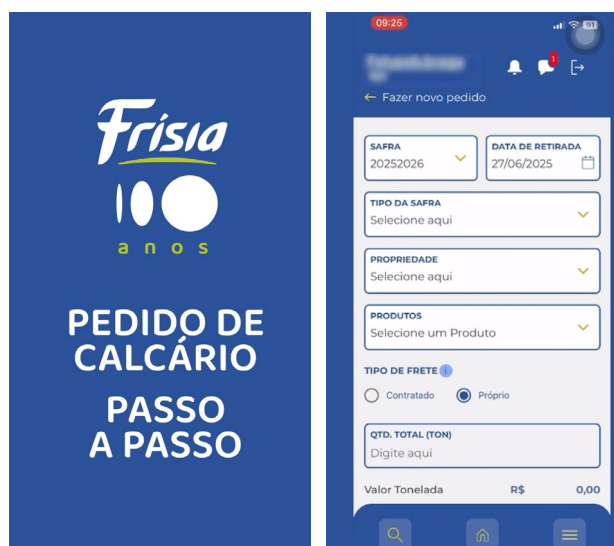 Frísia
100
anos
PEDIDO DE
CALCÁRIO
PASSO
A PASSO
09:25
91
1
← Fazer novo pedido
SAFRA
20252026
DATA DE RETIRADA
27/06/2025
TIPO DA SAFRA
Selecione aqui
PROPRIEDADE
Selecione aqui
PRODUTOS
Selecione um Produto
TIPO DE FRETE i
Contratado
Próprio
QTD. TOTAL (TON)
Digite aqui
Valor Tonelada R$ 0,00